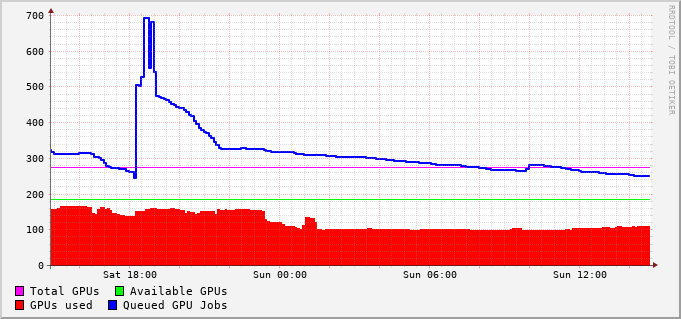 700
600
500
400
300
200
100
0
Sat 18:00 Sun 00:00 Sun 06:00 Sun 12:00
Total GPUs Available GPUs
GPUs used Queued GPU Jobs
RRDTOOL / TOBI OETIKER